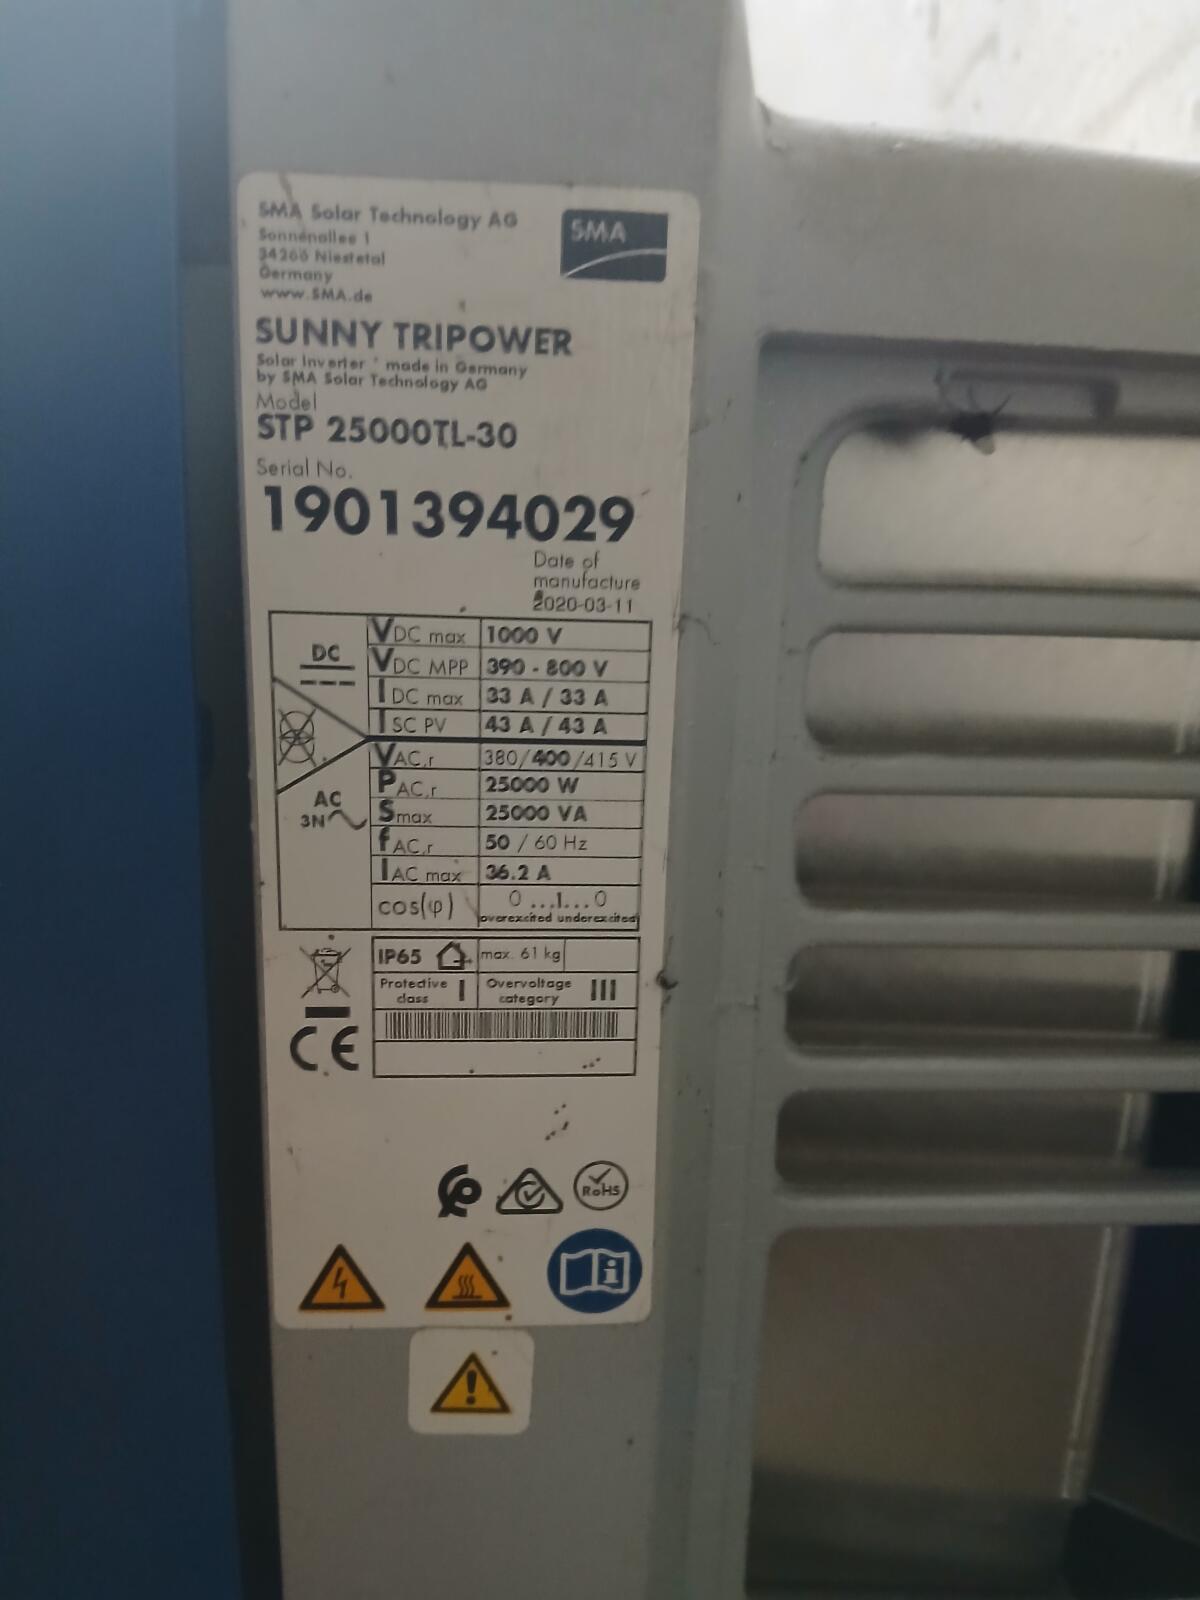 SMA Solar Technology AG
Sonnenallee 1
34266 Niestetal
Germany
www.SMA.de
SMA
SUNNY TRIPOWER
Solar Inverter * made in Germany
by SMA Solar Technology AG
Model
STP 25000TL-30
Serial No.
1901394029
Date of
manufacture
2020-03-11
DC
VDC max 1000 V
VDC MPP 390 - 800 V
IDC max 33 A / 33 A
ISC PV 43 A / 43 A
AC
3N
VAC,r 380/400/415 V
PAC,r 25000 W
Smax 25000 VA
fAC,r 50 / 60 Hz
IAC max 36.2 A
cos(φ) 0 ...1... 0
overexcited underexcited
IP65 max. 61 kg
Protective class I Overvoltage category III
CE
RoHS